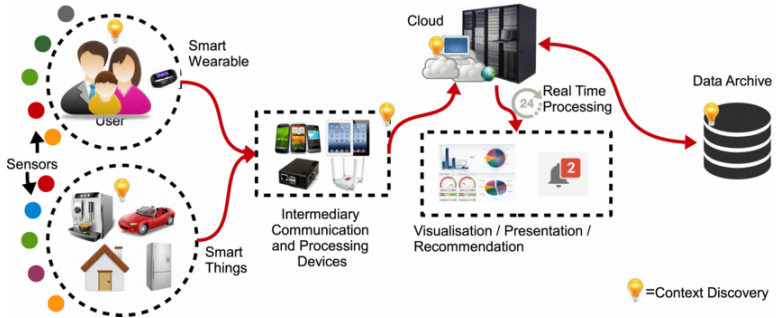 Smart
Wearable
User
Sensors
Smart
Things
Intermediary
Communication
and Processing
Devices
Cloud
24
Real Time
Processing
2
Visualisation / Presentation /
Recommendation
Data Archive
=Context Discovery